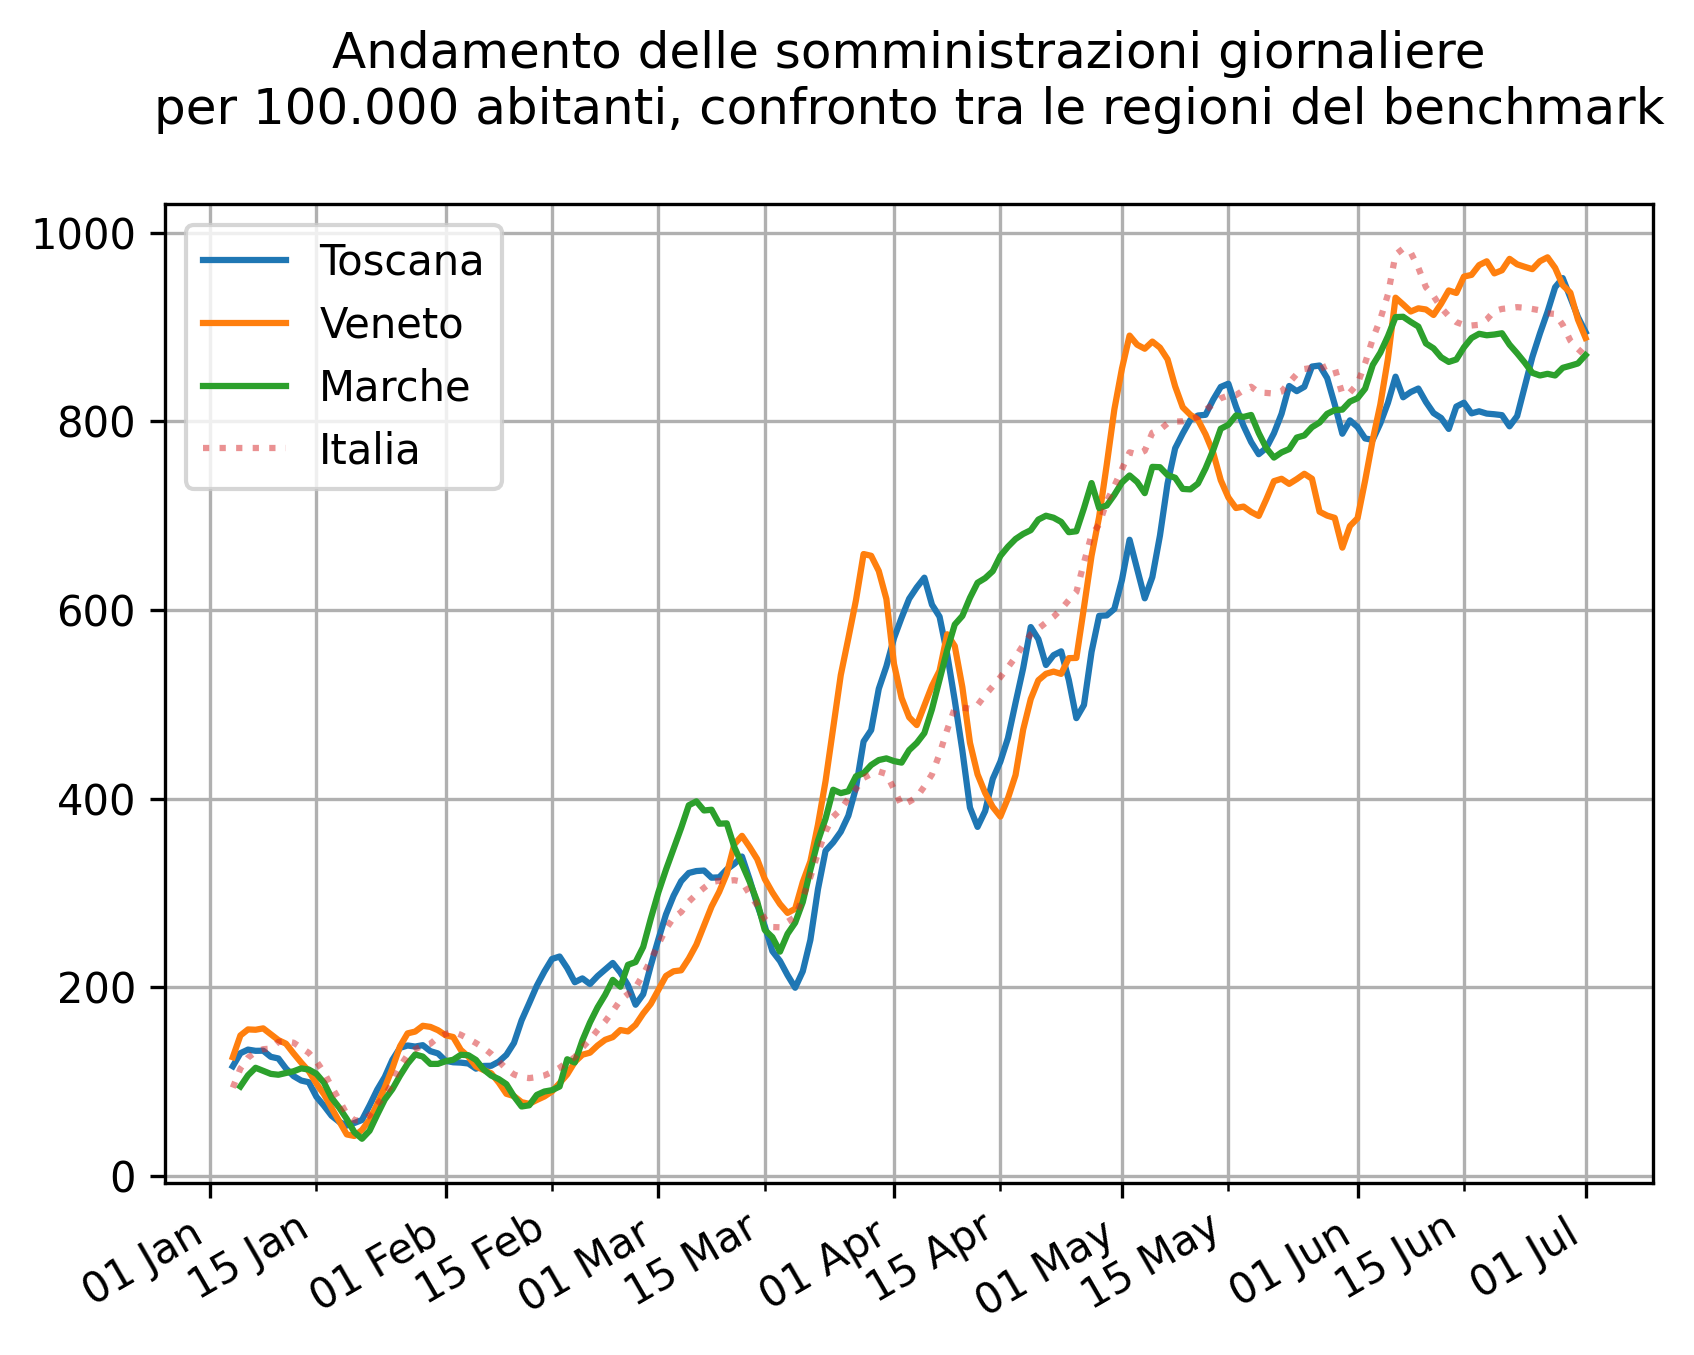 Andamento delle somministrazioni giornaliere
per 100.000 abitanti, confronto tra le regioni del benchmark
1000
800
600
400
200
0
Toscana
Veneto
Marche
Italia
01 Jan
15 Jan
01 Feb
15 Feb
01 Mar
15 Mar
01 Apr
15 Apr
01 May
15 May
01 Jun
15 Jun
01 Jul